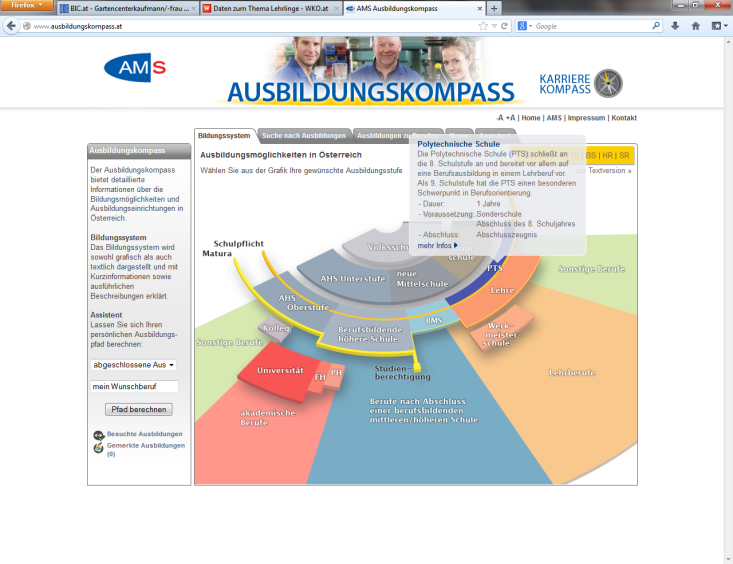 Firefox
BIC.at - Gartencenterkaufmann/-frau ...
Daten zum Thema Lehrlinge - WKO.at
AMS Ausbildungskompass
www.ausbildungskompass.at
Google
AMS
AUSBILDUNGSKOMPASS
KARRIERE
KOMPASS
-A +A | Home | AMS | Impressum | Kontakt
Bildungssystem
Suche nach Ausbildungen
Ausbildungen zu
Ausbildungskompass
Der Ausbildungskompass
bietet detaillierte
Informationen über die
Bildungsmöglichkeiten und
Ausbildungseinrichtungen in
Österreich.
Bildungssystem
Das Bildungssystem wird
sowohl grafisch als auch
textlich dargestellt und mit
Kurzinformationen sowie
ausführlichen
Beschreibungen erklärt.
Assistent
Lassen Sie sich Ihren
persönlichen Ausbildungs-
pfad berechnen:
abgeschlossene Aus
mein Wunschberuf
Pfad berechnen
Besuchte Ausbildungen
Gemerkte Ausbildungen
(0)
Ausbildungsmöglichkeiten in Österreich
| BS | HR | SR
Wählen Sie aus der Grafik Ihre gewünschte Ausbildungsstufe
Textversion »
Polytechnische Schule
Die Polytechnische Schule (PTS) schließt an
die 8. Schulstufe an und bereitet vor allem auf
eine Berufsausbildung in einem Lehrberuf vor.
Als 9. Schulstufe hat die PTS einen besonderen
Schwerpunkt in Berufsorientierung.
- Dauer: 1 Jahre
- Voraussetzung: Sonderschule
Abschluss des 8. Schuljahres
- Abschluss: Abschlusszeugnis
mehr Infos
Schulpflicht
Matura
Volksschule
schule
AHS Unterstufe
neue
Mittelschule
PTS
Sonstige Berufe
AHS
Oberstufe
Lehre
Kolleg
Berufsbildende
höhere Schule
BMS
Werk-
meister
schule
Sonstige Berufe
Universität
FH
PH
Studien-
berechtigung
Lehrberufe
akademische
Berufe
Berufe nach Abschluss
einer berufsbildenden
mittleren/höheren Schule